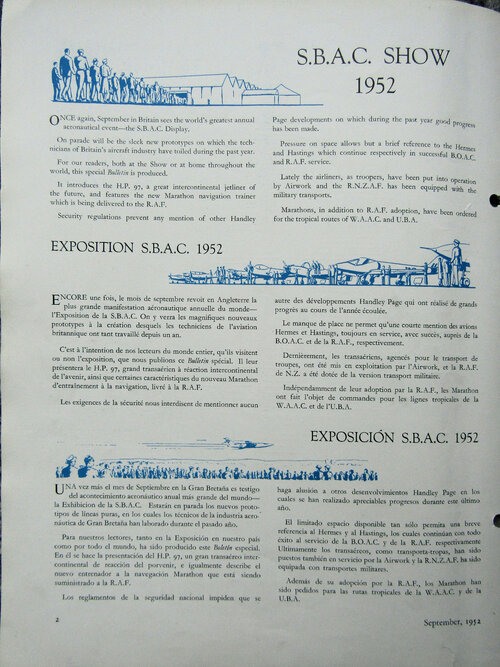 S.B.A.C. SHOW
1952
ONCE again, September in Britain sees the world's greatest annual
aeronautical event—the S.B.A.C. Display.
On parade will be the sleek new prototypes on which the tech-
nicians of Britain's aircraft industry have toiled during the past year.
For our readers, both at the Show or at home throughout the
world, this special Bulletin is produced.
It introduces the H.P. 97, a great intercontinental jetliner of
the future, and features the new Marathon navigation trainer
which is being delivered to the R.A.F.
Security regulations prevent any mention of other Handley
Page developments on which during the past year good progress
has been made.
Pressure on space allows but a brief reference to the Hermes
and Hastings which continue respectively in successful B.O.A.C.
and R.A.F. service.
Lately the airliners, as troopers, have been put into operation
by Airwork and the R.N.Z.A.F. has been equipped with the
military transports.
Marathons, in addition to R.A.F. adoption, have been ordered
for the tropical routes of W.A.A.C. and U.B.A.
EXPOSITION S.B.A.C. 1952
ENCORE une fois, le mois de septembre revoit en Angleterre la
plus grande manifestation aéronautique annuelle du monde—
l'Exposition de la S.B.A.C. On y verra les magnifiques nouveaux
prototypes à la création desquels les techniciens de l'aviation
britannique ont tant travaillé depuis un an.
C'est à l'intention de nos lecteurs du monde entier, qu'ils visitent
ou non l'exposition, que nous publions ce Bulletin spécial. Il leur
présentera le H.P. 97, grand transaérien à réaction intercontinental
de l'avenir, ainsi que certaines caractéristiques du nouveau Marathon
d'entraînement à la navigation, livré à la R.A.F.
Les exigences de la sécurité nous interdisent de mentionner aucun
autre des développements Handley Page qui ont réalisé de grands
progrès au cours de l'année écoulée.
Le manque de place ne permet qu'une courte mention des avions
Hermes et Hastings, toujours en service, avec succès, auprès de la
B.O.A.C. et de la R.A.F., respectivement.
Dernièrement, les transaériens, agencés pour le transport de
troupes, ont été mis en exploitation par l'Airwork, et la R.A.F.
de N.Z. a été dotée de la version transport militaire.
Indépendamment de leur adoption par la R.A.F., les Marathon
ont fait l'objet de commandes pour les lignes tropicales de la
W.A.A.C. et de l'U.B.A.
EXPOSICIÓN S.B.A.C. 1952
UNA vez más el mes de Septiembre en la Gran Bretaña es testigo
del acontecimiento aeronáutico anual más grande del mundo—
la Exhibicion de la S.B.A.C. Estarán en parada los nuevos proto-
tipos de líneas puras, en los cuales los técnicos de la industria aeronáu-
tica de Gran Bretaña han laborado durante el pasado año.
Para nuestros lectores, tanto en la Exposición en nuestro país
como por todo el mundo, ha sido producido este Boletin especial.
En él se hace la presentación del H.P. 97, un gran transaéreo inter-
continental de reacción del porvenir, e igualmente describe el
nuevo entrenador a la navegación Marathon que está siendo
suministrado a la R.A.F.
Los reglamentos de la seguridad nacional impiden que se
haga alusión a otros desenvolvimientos Handley Page en los
cuales se han realizado apreciables progresos durante este último
año.
El limitado espacio disponible tan sólo permita una breve
referencia al Hermes y al Hastings, los cuales continúan con todo
éxito al servicio de la B.O.A.C. y de la R.A.F. respectivamente
Ultimamente los transaéreos, como transporta-tropas, han sido
puestos también en servicio por la Airwork y la R.N.Z.A.F. ha sido
equipada con transportes militares.
Además de su adopción por la R.A.F., los Marathon han
sido pedidos para las rutas tropicales de la W.A.A.C. y de la
U.B.A.
2
September, 1952